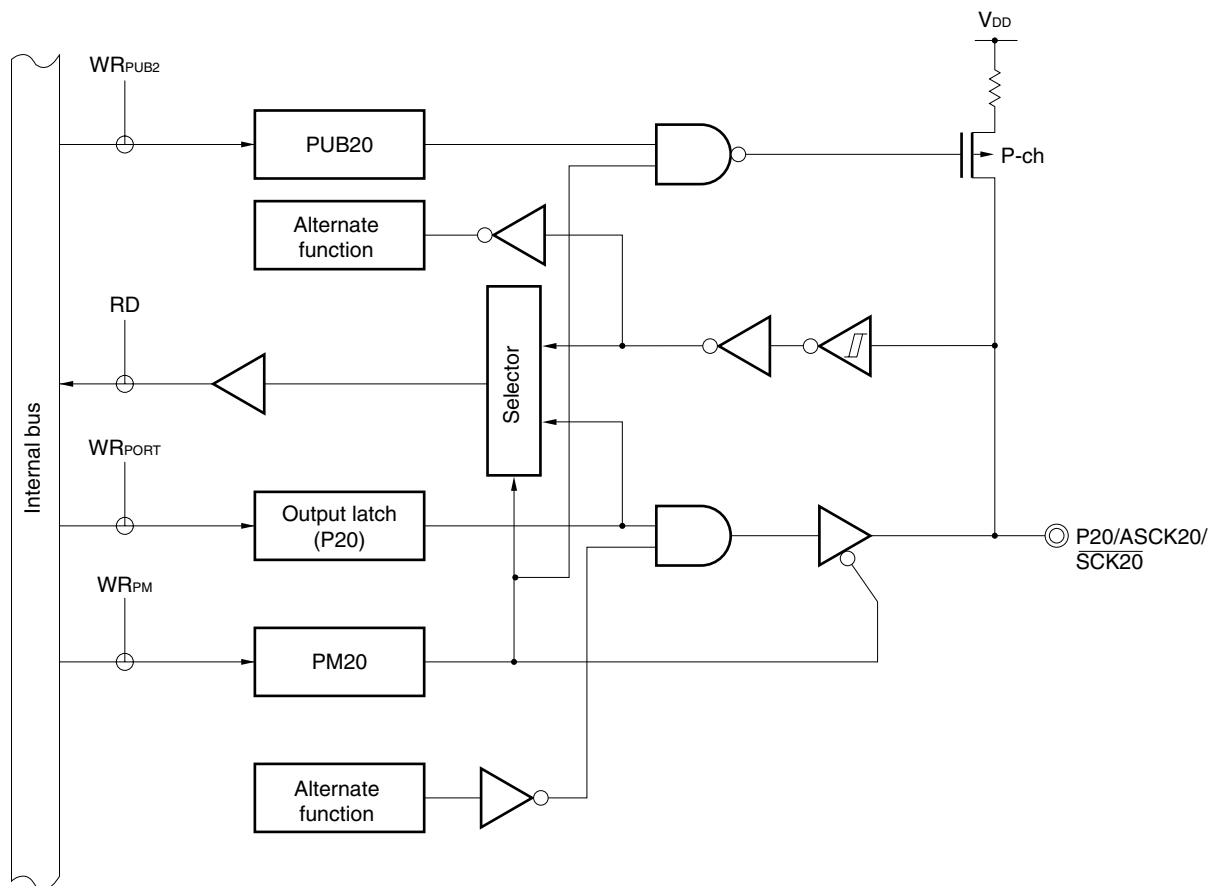 VDD
WRPUB2
PUB20
P-ch
Alternate
function
RD
Selector
Internal bus
WRPORT
Output latch
(P20)
P20/ASCK20/
SCK20
WRPM
PM20
Alternate
function